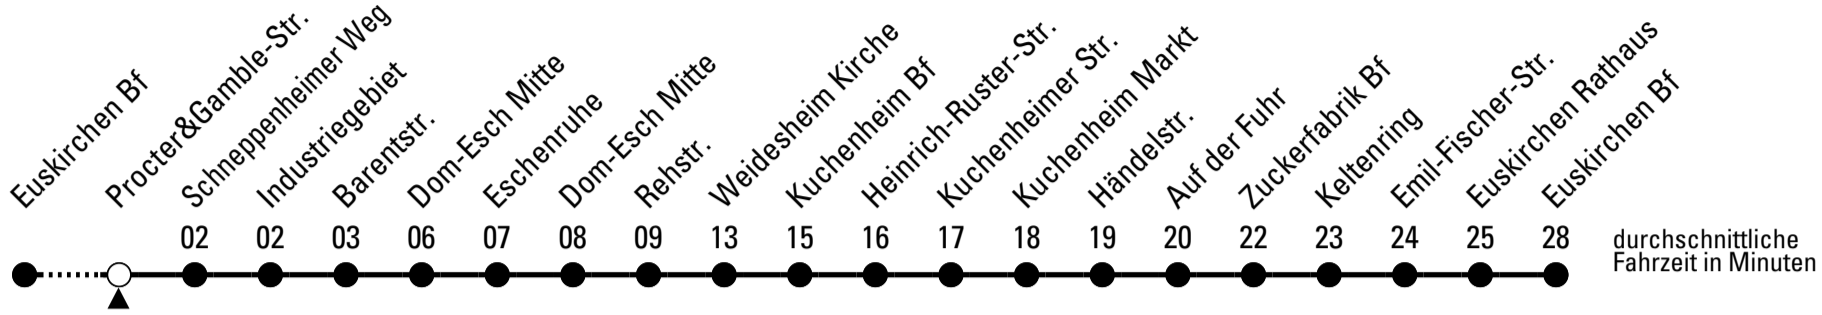 Euskirchen Bf
Procter&Gamble-Str.
Schneppenheimer Weg
Industriegebiet
Barentstr.
Dom-Esch Mitte
Eschenruhe
Dom-Esch Mitte
Rehstr.
Weidesheim Kirche
Kuchenheim Bf
Heinrich-Ruster-Str.
Kuchenheimer Str.
Kuchenheim Markt
Händelstr.
Auf der Fuhr
Zuckerfabrik Bf
Keltenring
Emil-Fischer-Str.
Euskirchen Rathaus
Euskirchen Bf
02 02 03 06 07 08 09 13 15 16 17 18 19 20 22 23 24 25 28
durchschnittliche
Fahrzeit in Minuten